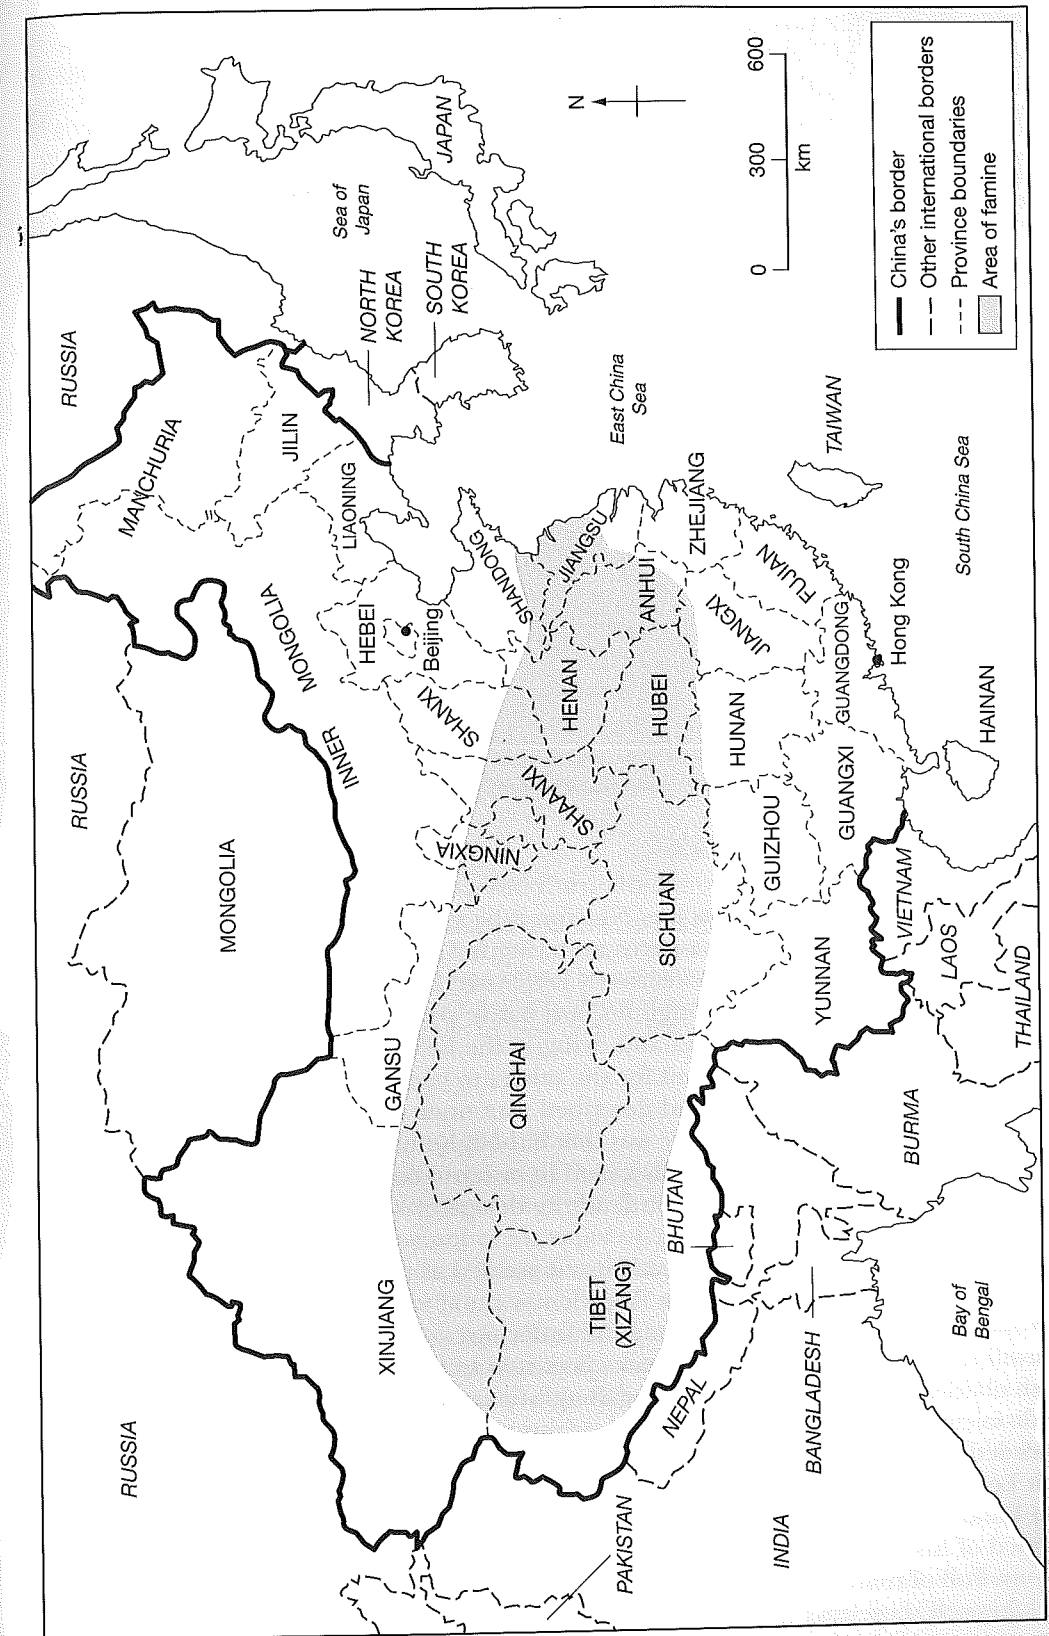 RUSSIA
RUSSIA
RUSSIA
MONGOLIA
MANCHURIA
JILIN
LIAONING
INNER
MONGOLIA
HEBEI
Beijing
NORTH
KOREA
SOUTH
KOREA
Sea of
Japan
JAPAN
XINJIANG
GANSU
NINGXIA
SHANXI
SHANDONG
QINGHAI
SHAANXI
HENAN
JIANGSU
TIBET
(XIZANG)
SICHUAN
HUBEI
ANHUI
ZHEJIANG
East China
Sea
PAKISTAN
NEPAL
BHUTAN
INDIA
BANGLADESH
Bay of
Bengal
BURMA
YUNNAN
GUIZHOU
HUNAN
JIANGXI
FUJIAN
GUANGXI
GUANGDONG
Hong Kong
TAIWAN
VIETNAM
LAOS
THAILAND
HAINAN
South China Sea
N
0 300 600
km
China's border
Other international borders
Province boundaries
Area of famine